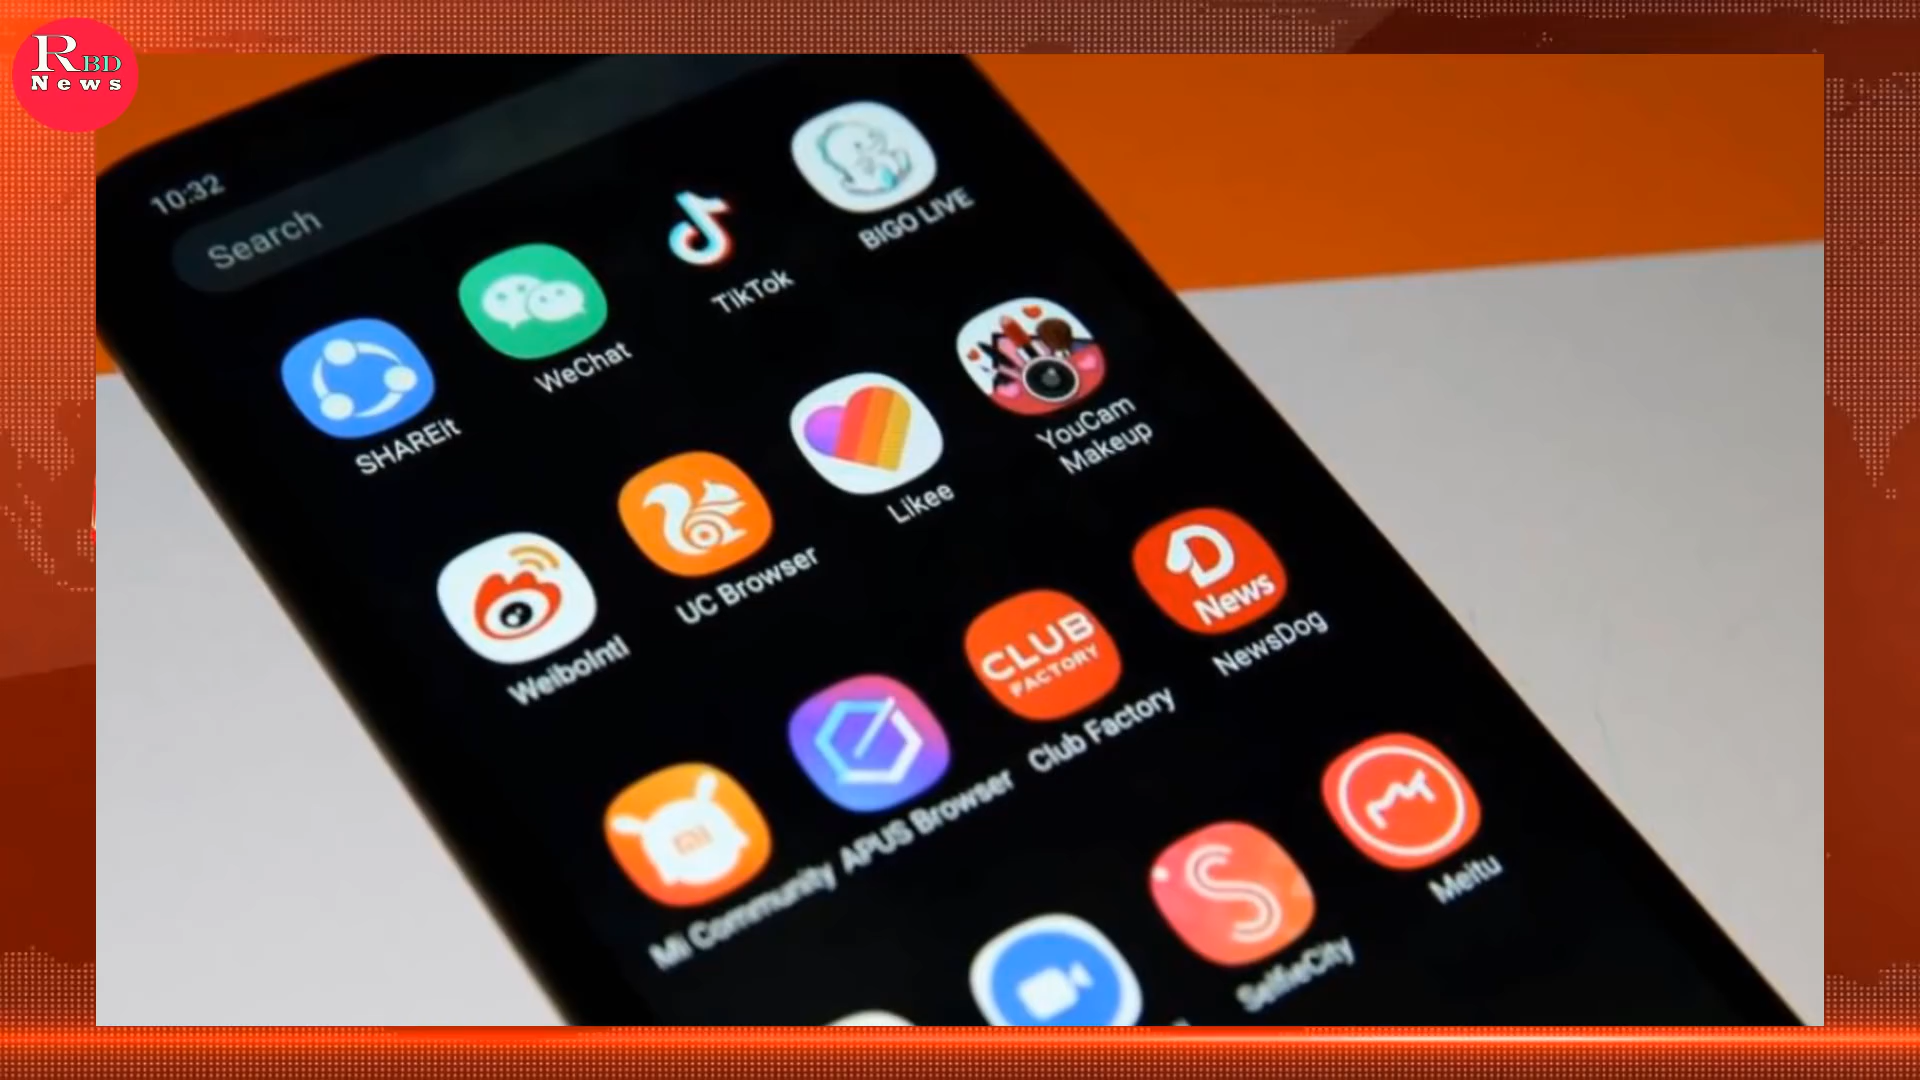 R BD
News
10:32
Search
SHAREit
WeChat
TikTok
BIGO LIVE
WeiboIntl
UC Browser
Likee
YouCam
Makeup
Mi Community
APUS Browser
CLUB
FACTORY
Club Factory
News
NewsDog
SelfieCity
Meitu